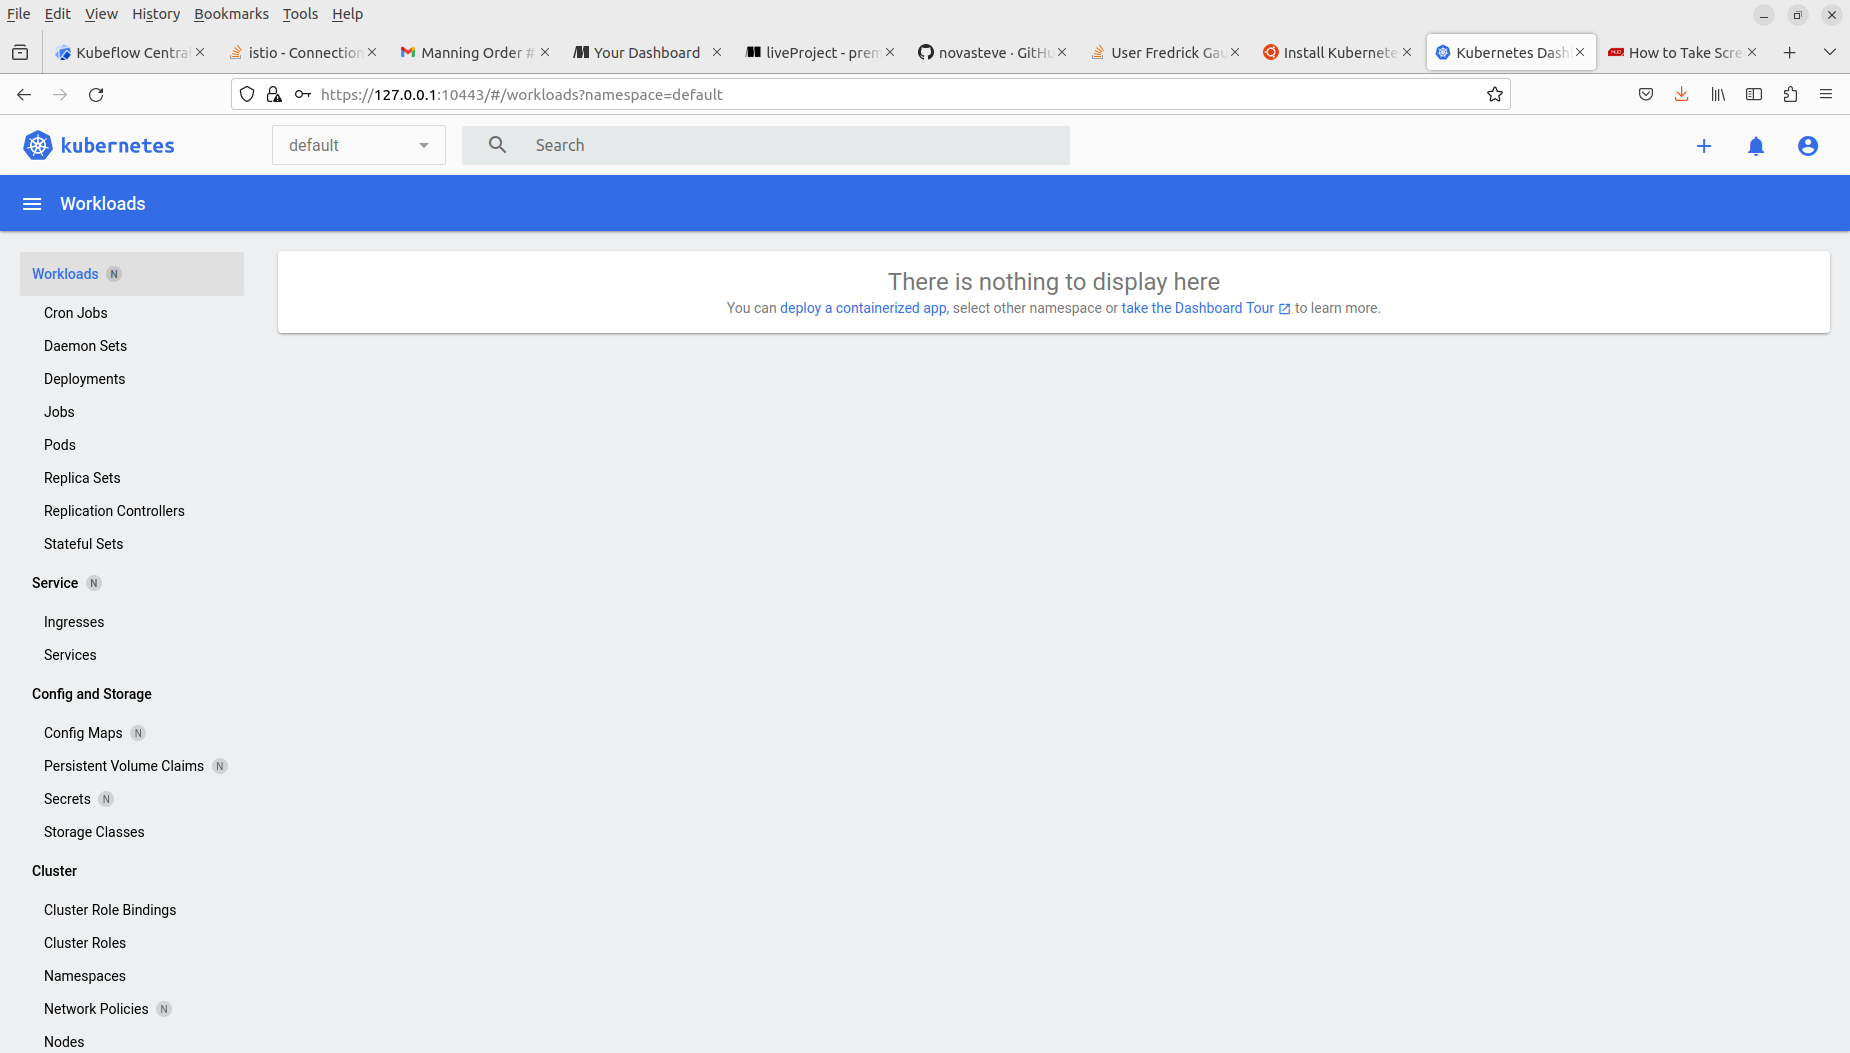 File Edit View History Bookmarks Tools Help
Kubeflow Central istio - Connection Manning Order # Your Dashboard liveProject - prem novasteve · GitHu User Fredrick Gau Install Kubernete Kubernetes Dash How to Take Scre
https://127.0.0.1:10443/#/workloads?namespace=default
kubernetes default Search
Workloads
Workloads N
Cron Jobs
Daemon Sets
Deployments
Jobs
Pods
Replica Sets
Replication Controllers
Stateful Sets
Service N
Ingresses
Services
Config and Storage
Config Maps N
Persistent Volume Claims N
Secrets N
Storage Classes
Cluster
Cluster Role Bindings
Cluster Roles
Namespaces
Network Policies N
Nodes
There is nothing to display here
You can deploy a containerized app, select other namespace or take the Dashboard Tour to learn more.